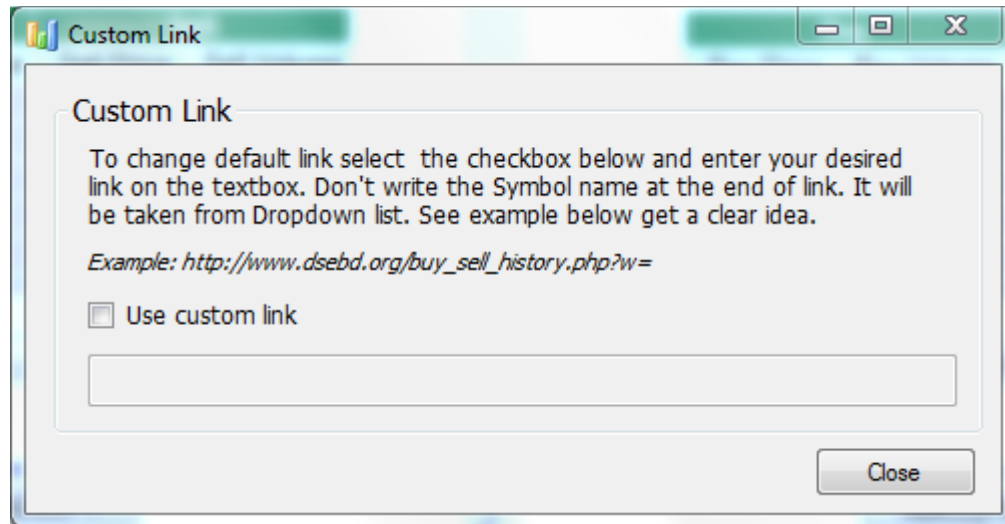 Custom Link
Custom Link
To change default link select  the checkbox below and enter your desired
link on the textbox. Don't write the Symbol name at the end of link. It will
be taken from Dropdown list. See example below get a clear idea.
Example: http://www.dsebd.org/buy_sell_history.php?w=
Use custom link
Close